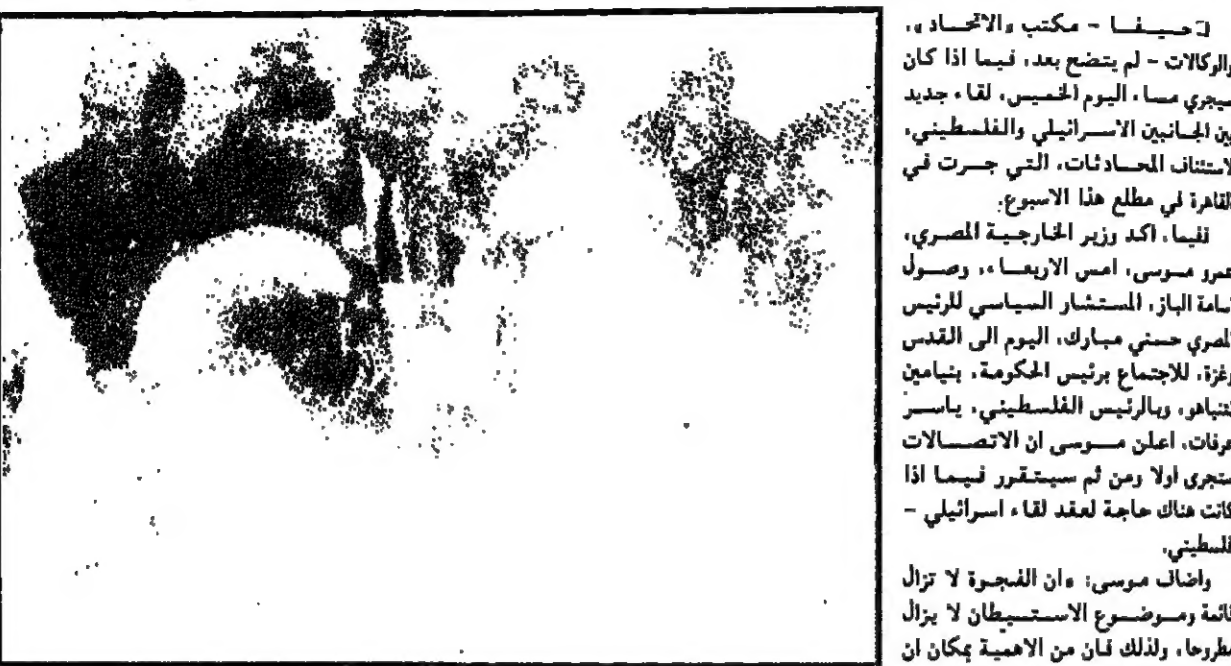 حيفا - مكتب «الاتحاد»،
والوكالات - لم يتضح بعد، فيما اذا كان
سيجري مساء اليوم الخميس، لقاء جديد
بين الجانبين الاسرائيلي والفلسطيني،
لاستئناف المحادثات، التي جرت في
القاهرة في مطلع هذا الاسبوع.
ففيما، اكد وزير الخارجية المصري،
عمرو موسى، امس الاربعاء، وصول
اسامة الباز، المستشار السياسي للرئيس
المصري حسني مبارك، اليوم الى القدس
وغزة، للاجتماع برئيس الحكومة، بنيامين
نتنياهو، وبالرئيس الفلسطيني، ياسر
عرفات، اعلن موسى ان الاتصالات
ستجرى اولا ومن ثم سيتقرر فيما اذا
كانت هناك حاجة لعقد لقاء اسرائيلي -
فلسطيني.
واضاف موسى: «ان الفجوة لا تزال
قائمة وموضوع الاستيطان لا يزال
مطروحا، ولذلك فان من الاهمية بمكان ان